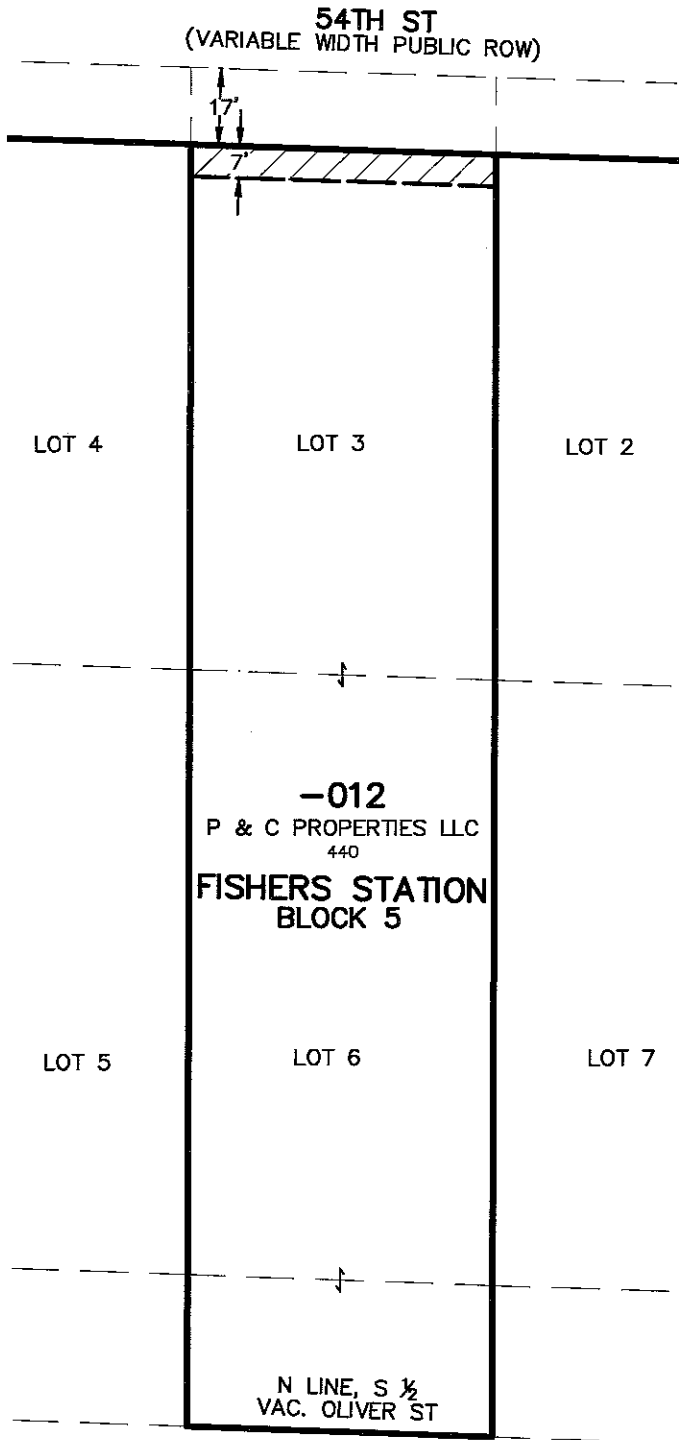 54TH ST
(VARIABLE WIDTH PUBLIC ROW)
17'
7'
LOT 4
LOT 3
LOT 2
-012
P & C PROPERTIES LLC
440
FISHERS STATION
BLOCK 5
LOT 5
LOT 6
LOT 7
N LINE, S ½
VAC. OLIVER ST